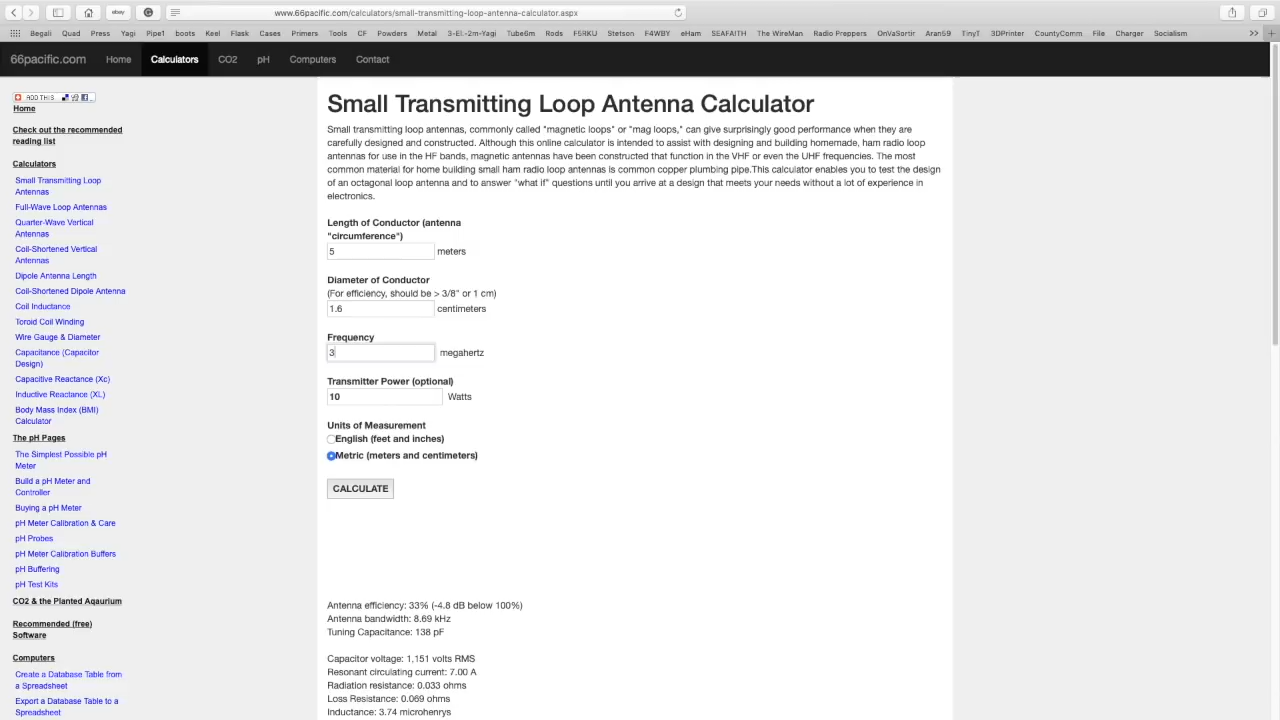 ebay
www.66pacific.com/calculators/small-transmitting-loop-antenna-calculator.aspx
Begali Quad Press Yagi Pipe1 boots Keel Flask Cases Primers Tools CF Powders Metal 3-El.-2m-Yagi Tube6m Rods F5RKU Stetson F4WBY eHam SEAFAITH The WireMan Radio Preppers OnVaSortir Aran59 TinyT 3DPrinter CountyComm File Charger Socialism
66pacific.com Home Calculators CO2 pH Computers Contact
ADD THIS
Home
Check out the recommended
reading list
Calculators
Small Transmitting Loop
Antennas
Full-Wave Loop Antennas
Quarter-Wave Vertical
Antennas
Coil-Shortened Vertical
Antennas
Dipole Antenna Length
Coil-Shortened Dipole Antenna
Coil Inductance
Toroid Coil Winding
Wire Gauge & Diameter
Capacitance (Capacitor
Design)
Capacitive Reactance (Xc)
Inductive Reactance (XL)
Body Mass Index (BMI)
Calculator
The pH Pages
The Simplest Possible pH
Meter
Build a pH Meter and
Controller
Buying a pH Meter
pH Meter Calibration & Care
pH Probes
pH Meter Calibration Buffers
pH Buffering
pH Test Kits
CO2 & the Planted Aqaurium
Recommended (free)
Software
Computers
Create a Database Table from
a Spreadsheet
Export a Database Table to a
Spreadsheet
Small Transmitting Loop Antenna Calculator
Small transmitting loop antennas, commonly called "magnetic loops" or "mag loops," can give surprisingly good performance when they are
carefully designed and constructed. Although this online calculator is intended to assist with designing and building homemade, ham radio loop
antennas for use in the HF bands, magnetic antennas have been constructed that function in the VHF or even the UHF frequencies. The most
common material for home building small ham radio loop antennas is common copper plumbing pipe.This calculator enables you to test the design
of an octagonal loop antenna and to answer "what if" questions until you arrive at a design that meets your needs without a lot of experience in
electronics.
Length of Conductor (antenna
"circumference")
5 meters
Diameter of Conductor
(For efficiency, should be > 3/8" or 1 cm)
1.6 centimeters
Frequency
3 megahertz
Transmitter Power (optional)
10 Watts
Units of Measurement
English (feet and inches)
Metric (meters and centimeters)
CALCULATE
Antenna efficiency: 33% (-4.8 dB below 100%)
Antenna bandwidth: 8.69 kHz
Tuning Capacitance: 138 pF
Capacitor voltage: 1,151 volts RMS
Resonant circulating current: 7.00 A
Radiation resistance: 0.033 ohms
Loss Resistance: 0.069 ohms
Inductance: 3.74 microhenrys